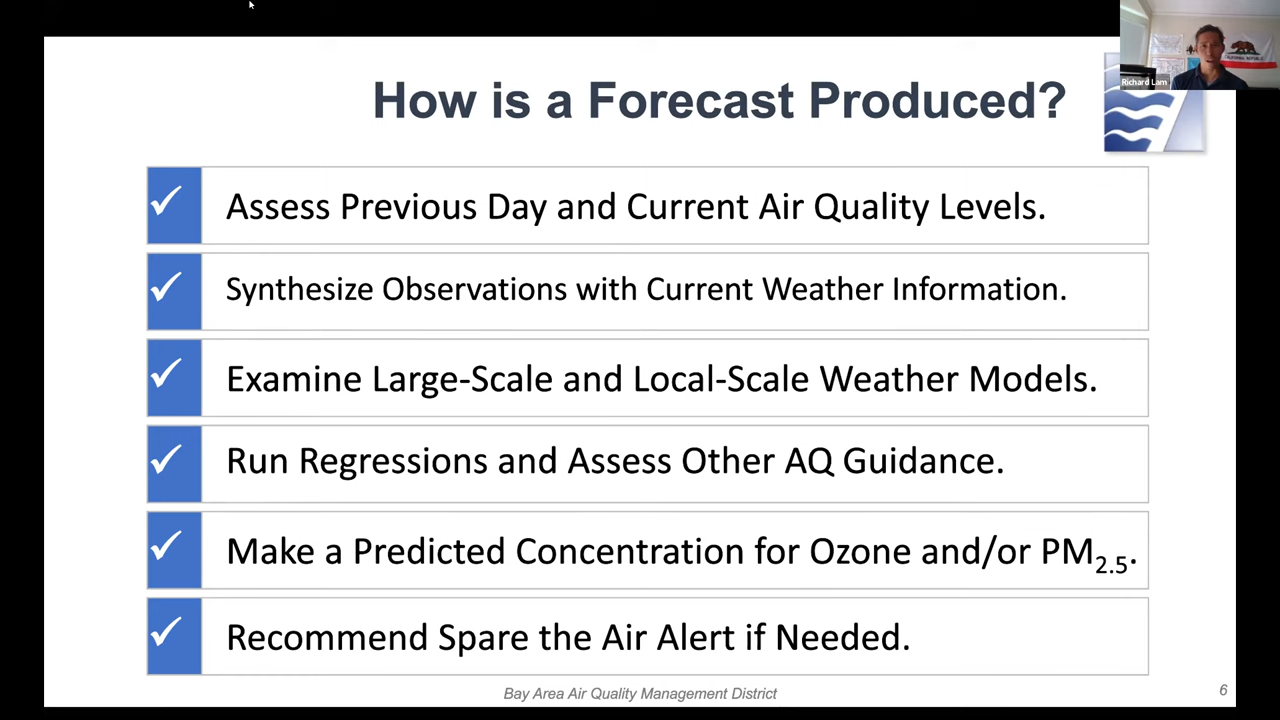 How is a Forecast Produced?
Richard Lam
CALIFORNIA REPUBLIC
Assess Previous Day and Current Air Quality Levels.
Synthesize Observations with Current Weather Information.
Examine Large-Scale and Local-Scale Weather Models.
Run Regressions and Assess Other AQ Guidance.
Make a Predicted Concentration for Ozone and/or PM2.5.
Recommend Spare the Air Alert if Needed.
Bay Area Air Quality Management District
6